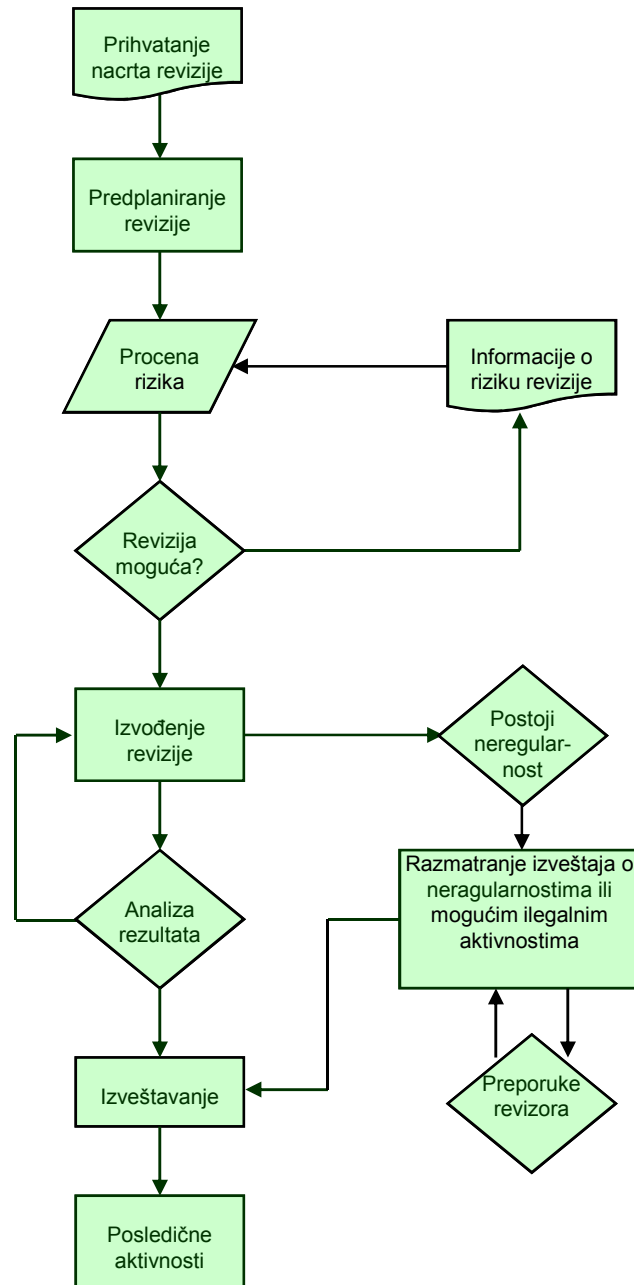 Prihvatanje
nacrta revizije
Predplaniranje
revizije
Procena
rizika
Informacije o
riziku revizije
Revizija
moguća?
Izvođenje
revizije
Postoji
neregular-
nost
Razmatranje izveštaja o
neragularnostima ili
mogućim ilegalnim
aktivnostima
Analiza
rezultata
Preporuke
revizora
Izveštavanje
Posledične
aktivnosti